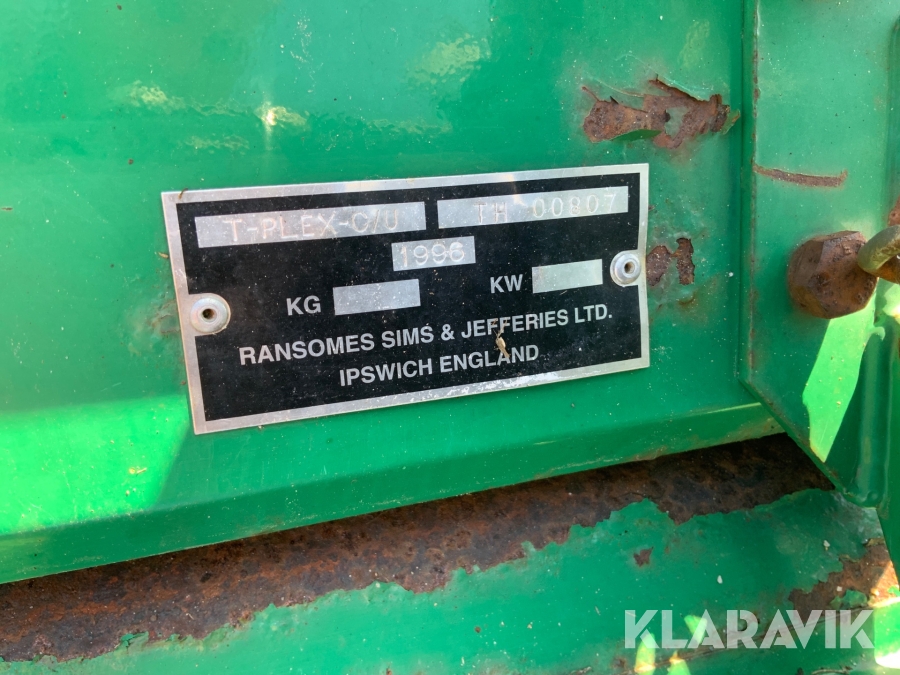 T-PLEX-C/U TH 00807
1996
KG KW
RANSOMES SIMS & JEFFERIES LTD.
IPSWICH ENGLAND
KLARAVIK